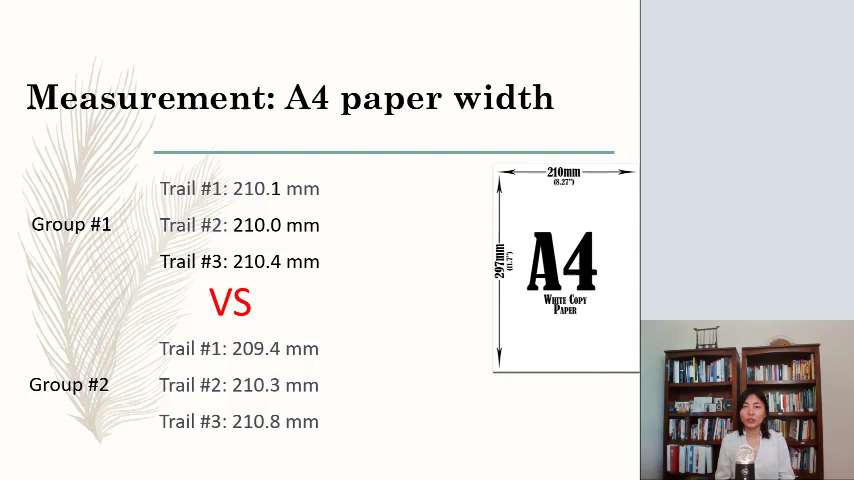 Measurement: A4 paper width
Group #1
Trail #1: 210.1 mm
Trail #2: 210.0 mm
Trail #3: 210.4 mm
VS
Group #2
Trail #1: 209.4 mm
Trail #2: 210.3 mm
Trail #3: 210.8 mm
210mm
(8.27")
297mm
(11.7")
A4
White Copy
Paper